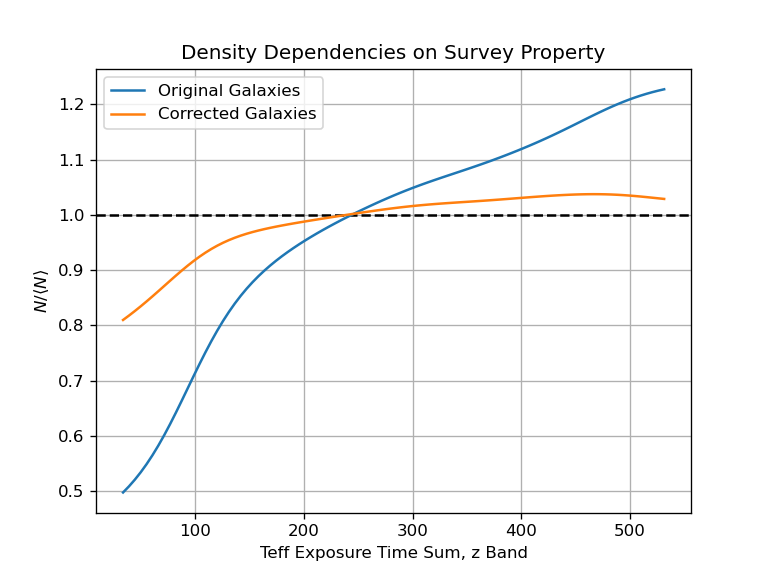 Density Dependencies on Survey Property
Original Galaxies
Corrected Galaxies
1.2
1.1
1.0
0.9
0.8
0.7
0.6
0.5
N/⟨N⟩
100 200 300 400 500
Teff Exposure Time Sum, z Band